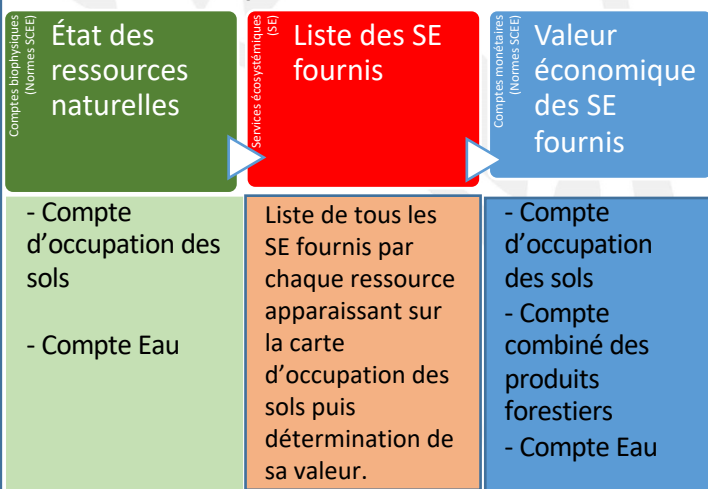 Comptes biophysiques
(Normes SCEE)
État des
ressources
naturelles
Services écosystémiques
(SE)
Liste des SE
fournis
Comptes monétaires
(Normes SCEE)
Valeur
économique
des SE
fournis
- Compte
d’occupation des
sols
- Compte Eau
Liste de tous les
SE fournis par
chaque ressource
apparaissant sur
la carte
d’occupation des
sols puis
détermination de
sa valeur.
- Compte
d’occupation
des sols
- Compte
combiné des
produits
forestiers
- Compte Eau